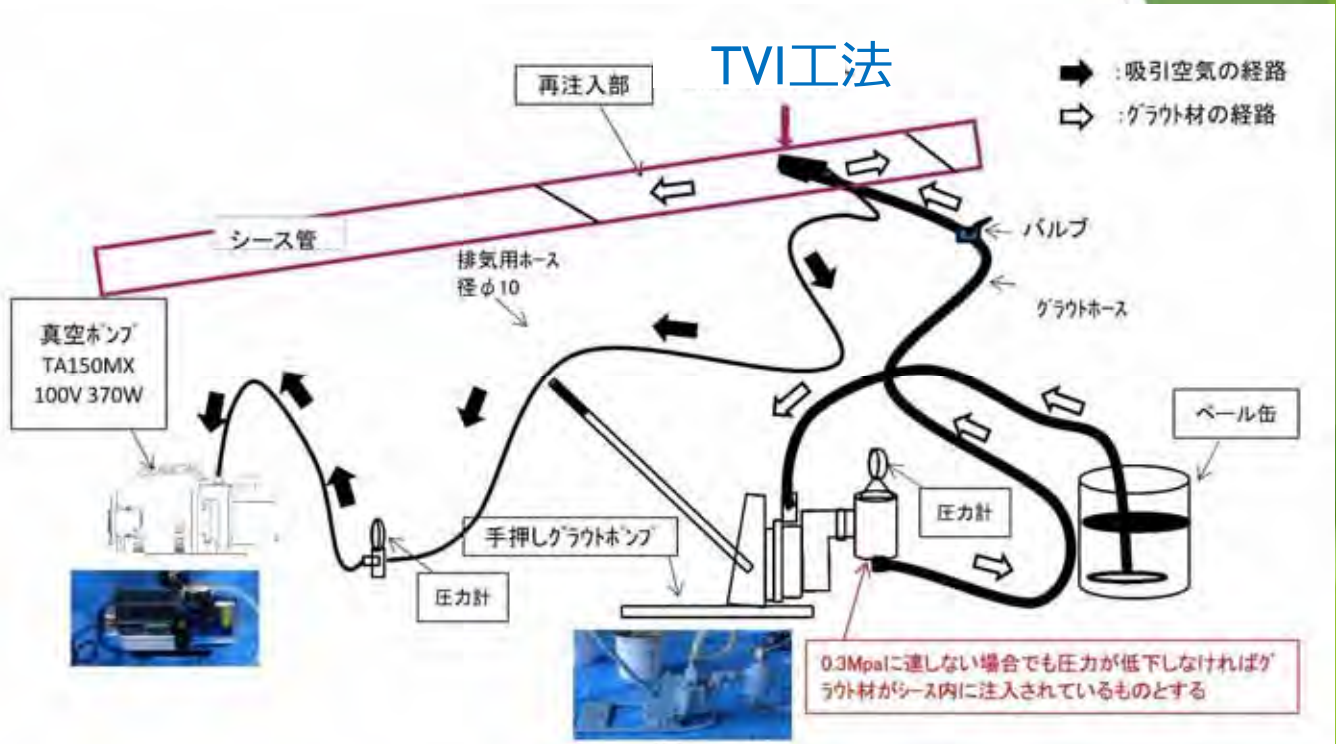 TVI工法
再注入部
:吸引空気の経路
:グラウト材の経路
シース管
バルブ
排気用ホース
径φ10
グラウトホース
真空ポンプ
TA150MX
100V 370W
ペール缶
圧力計
手押しグラウトポンプ
圧力計
0.3Mpaに達しない場合でも圧力が低下しなければグ
ラウト材がシース内に注入されているものとする